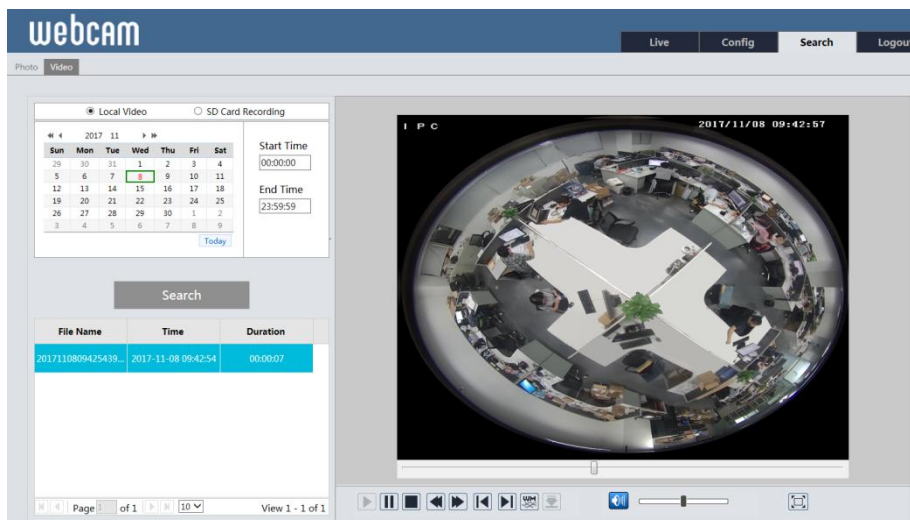 webcam
Live Config Search Logou
Photo Video
Local Video SD Card Recording
2017 11
Sun Mon Tue Wed Thu Fri Sat
29 30 31 1 2 3 4
5 6 7 8 9 10 11
12 13 14 15 16 17 18
19 20 21 22 23 24 25
26 27 28 29 30 1 2
3 4 5 6 7 8 9
Today
Start Time
00:00:00
End Time
23:59:59
Search
File Name Time Duration
2017110809425439... 2017-11-08 09:42:54 00:00:07
Page 1 of 1 10 View 1 - 1 of 1
IPC 2017/11/08 09:42:57
WM